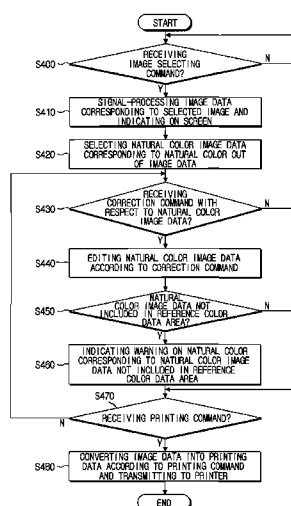 START
S400
RECEIVING
IMAGE SELECTING
COMMAND?
N
Y
S410
SIGNAL-PROCESSING IMAGE DATA
CORRESPONDING TO SELECTED IMAGE AND
INDICATING ON SCREEN
S420
SELECTING NATURAL COLOR IMAGE DATA
CORRESPONDING TO NATURAL COLOR OUT
OF IMAGE DATA
S430
RECEIVING
CORRECTION COMMAND WITH
RESPECT TO NATURAL COLOR
IMAGE DATA?
N
Y
S440
EDITING NATURAL COLOR IMAGE DATA
ACCORDING TO CORRECTION COMMAND
S450
NATURAL
COLOR IMAGE DATA NOT
INCLUDED IN REFERENCE COLOR
DATA AREA?
N
Y
S460
INDICATING WARNING ON NATURAL COLOR
CORRESPONDING TO NATURAL COLOR IMAGE
DATA NOT INCLUDED IN REFERENCE
COLOR DATA AREA
S470
RECEIVING PRINTING COMMAND?
N
Y
S480
CONVERTING IMAGE DATA INTO PRINTING
DATA ACCORDING TO PRINTING COMMAND
AND TRANSMITTING TO PRINTER
END